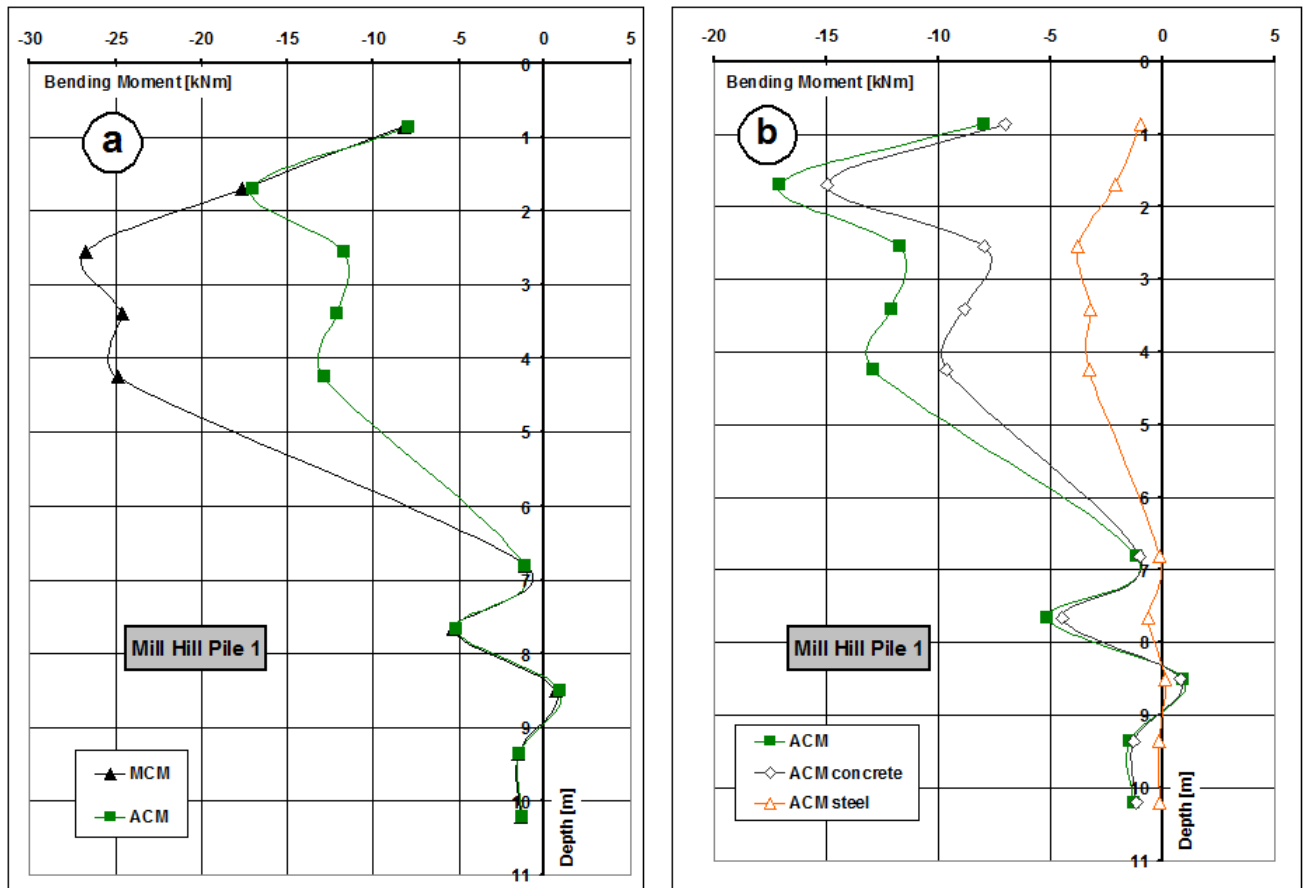 -30 -25 -20 -15 -10 -5 0 5
Bending Moment [kNm]
0
1
2
3
4
5
6
7
8
9
10
11
a
Mill Hill Pile 1
MCM
ACM
Depth [m]
-20 -15 -10 -5 0 5
Bending Moment [kNm]
0
1
2
3
4
5
6
7
8
9
10
11
b
Mill Hill Pile 1
ACM
ACM concrete
ACM steel
Depth [m]